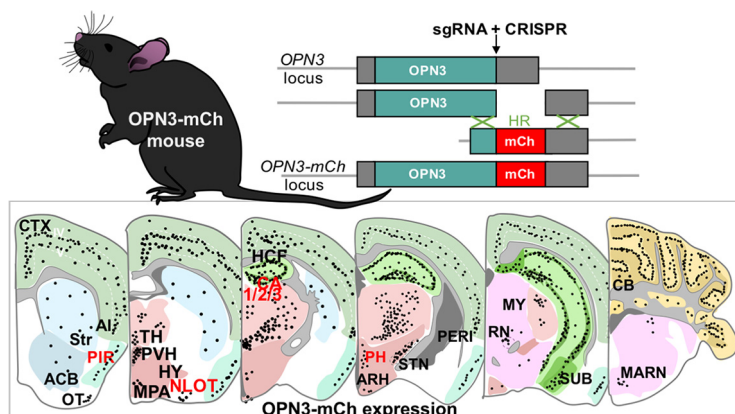 sgRNA + CRISPR
OPN3
locus
OPN3
OPN3
HR
mCh
OPN3-mCh
mouse
OPN3-mCh
locus
OPN3
mCh
CTX
IV
V
AI
Str
PIR
ACB
OT
TH
PVH
HY
NLOT
MPA
HCF
CA
1/2/3
PERI
PH
STN
ARH
MY
RN
SUB
CB
MARN
OPN3-mCh expression